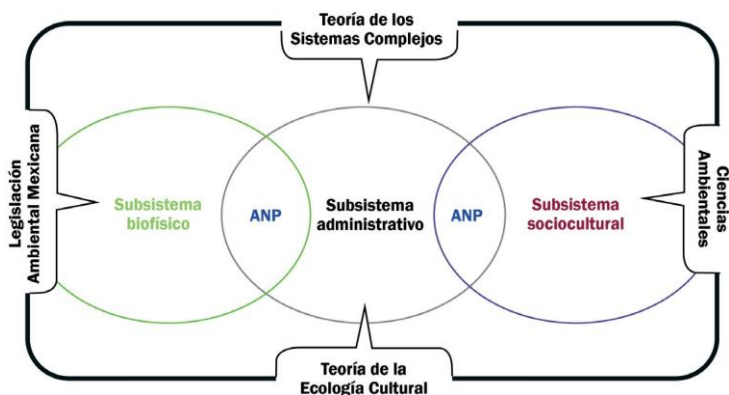 Teoría de los
Sistemas Complejos
Legislación
Ambiental Mexicana
Subsistema
biofísico
ANP
Subsistema
administrativo
ANP
Subsistema
sociocultural
Ciencias
Ambientales
Teoría de la
Ecología Cultural